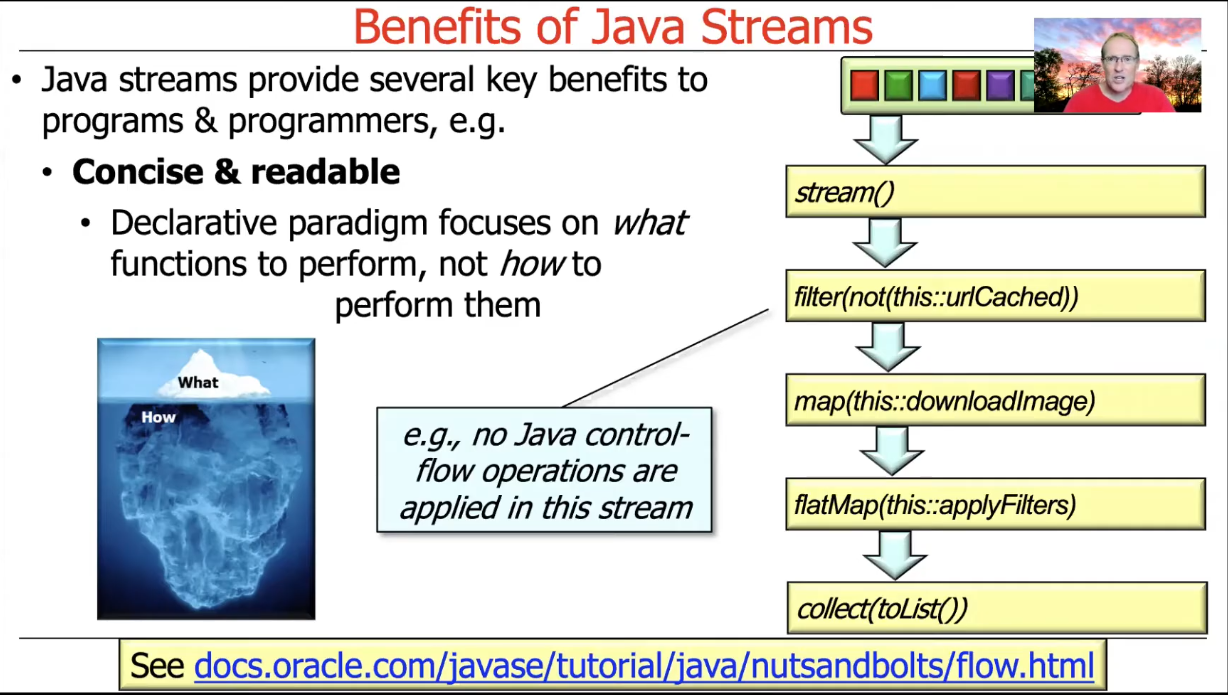 Benefits of Java Streams
• Java streams provide several key benefits to
programs & programmers, e.g.
• Concise & readable
• Declarative paradigm focuses on what
functions to perform, not how to
perform them
What
How
e.g., no Java control-
flow operations are
applied in this stream
stream()
filter(not(this::urlCached))
map(this::downloadImage)
flatMap(this::applyFilters)
collect(toList())
See docs.oracle.com/javase/tutorial/java/nutsandbolts/flow.html